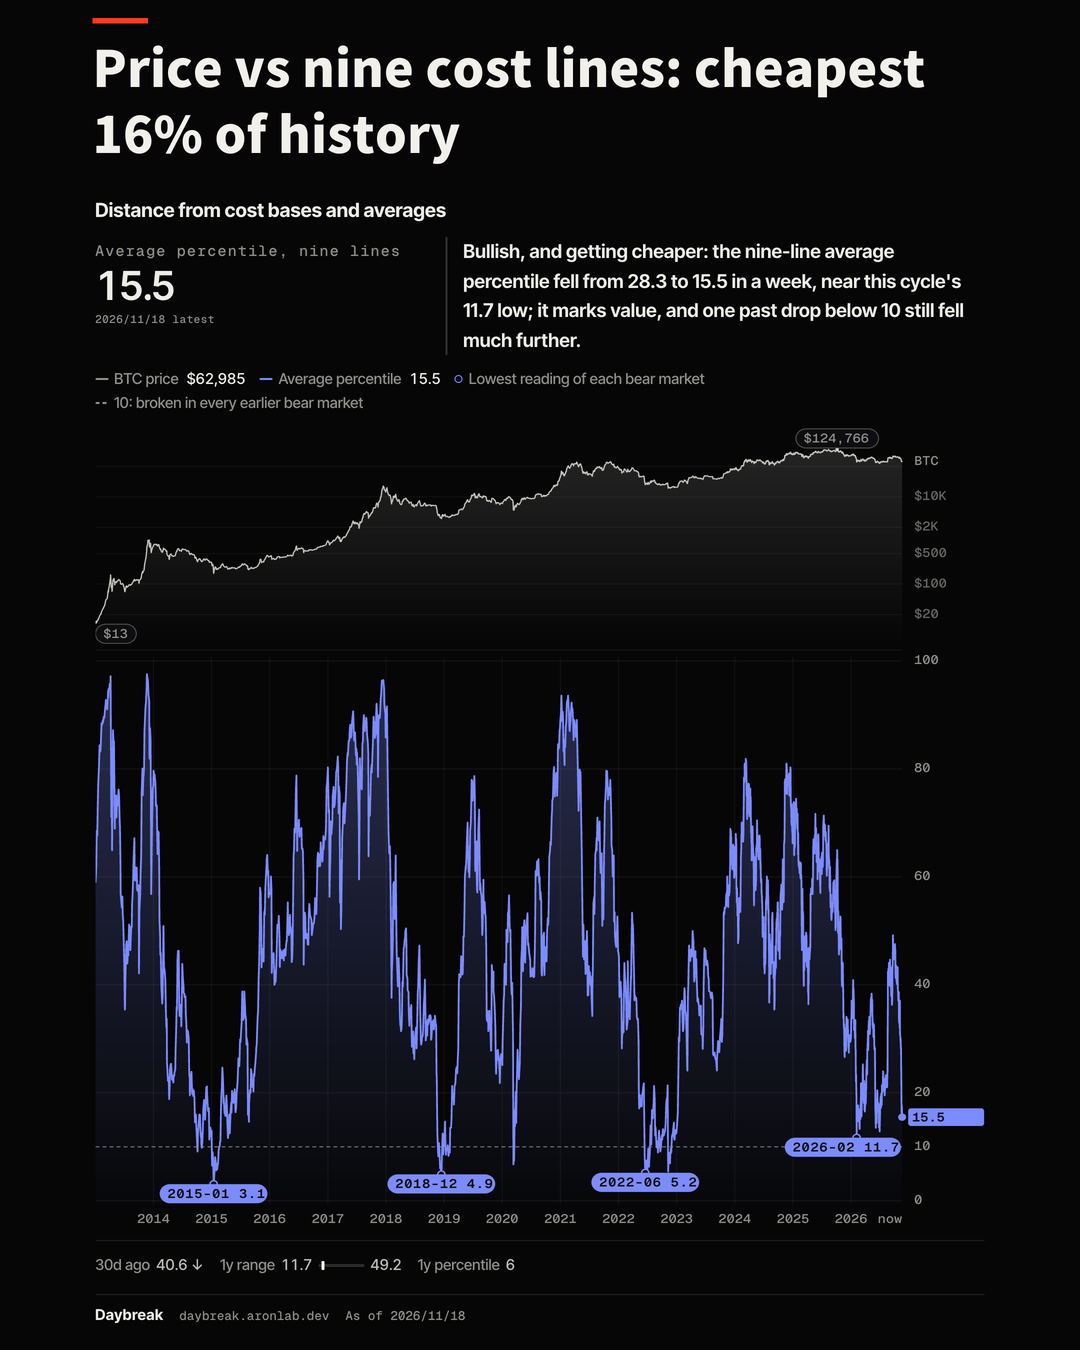 Price vs nine cost lines: cheapest
16% of history
Distance from cost bases and averages
Average percentile, nine lines
15.5
2026/11/18 latest
Bullish, and getting cheaper: the nine-line average
percentile fell from 28.3 to 15.5 in a week, near this cycle's
11.7 low; it marks value, and one past drop below 10 still fell
much further.
BTC price $62,985 Average percentile 15.5 Lowest reading of each bear market
10: broken in every earlier bear market
$124,766
BTC
$10K
$2K
$500
$100
$20
$13
100
80
60
40
20
15.5
10
2026-02 11.7
2018-12 4.9
2022-06 5.2
2015-01 3.1
0
2014 2015 2016 2017 2018 2019 2020 2021 2022 2023 2024 2025 2026 now
30d ago 40.6 ↓ 1y range 11.7 49.2 1y percentile 6
Daybreak daybreak.aronlab.dev As of 2026/11/18